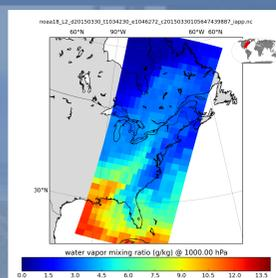 noaa18_L2_d20150330_t1034230_e1046272_c20150330105647439887_iapp.nc
60°N 90°W 60°W 60°N
30°N
water vapor mixing ratio (g/kg) @ 1000.00 hPa
0.0 1.5 3.0 4.5 6.0 7.5 9.0 10.5 12.0 13.5